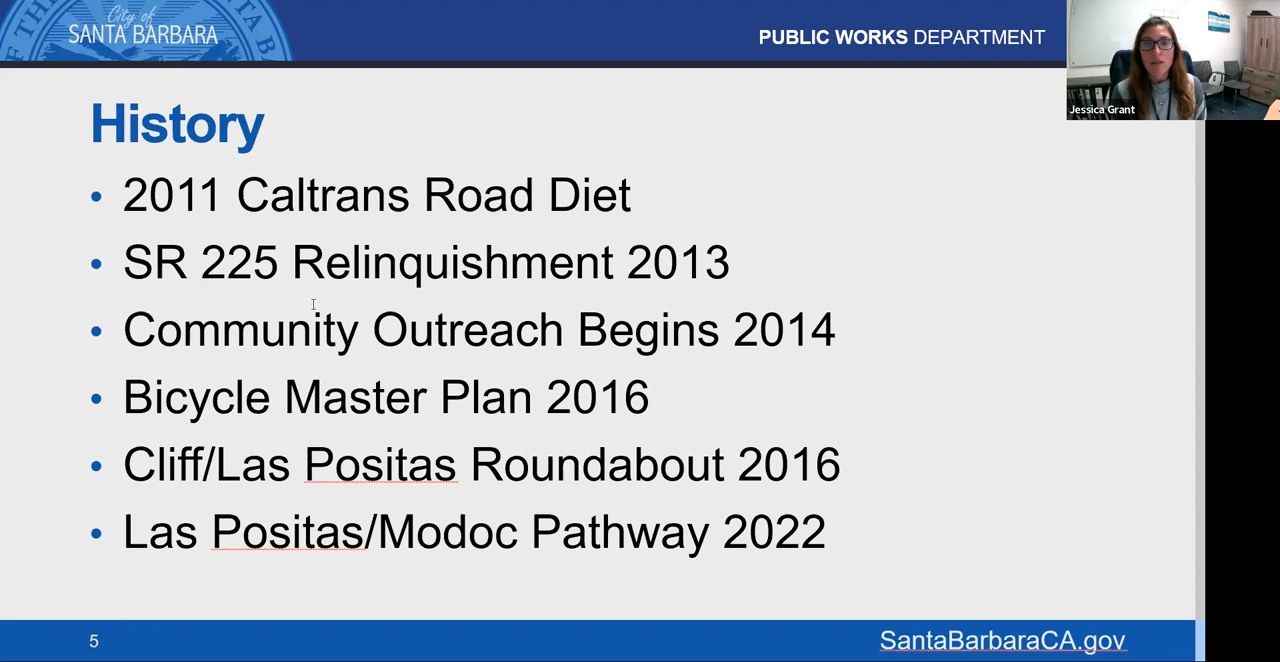 City of
SANTA BARBARA
PUBLIC WORKS DEPARTMENT
Jessica Grant
History
• 2011 Caltrans Road Diet
• SR 225 Relinquishment 2013
• Community Outreach Begins 2014
• Bicycle Master Plan 2016
• Cliff/Las Positas Roundabout 2016
• Las Positas/Modoc Pathway 2022
5
SantaBarbaraCA.gov